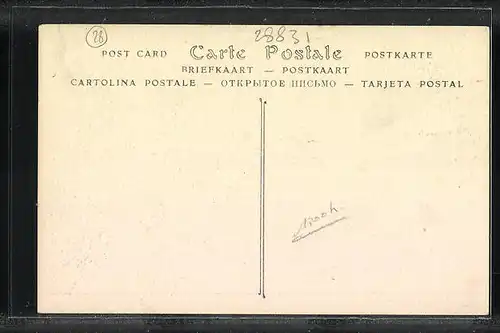 28 28831
POST CARD Carte Postale POSTKARTE
BRIEFKAART — POSTKAART
CARTOLINA POSTALE — ОТКРЫТОЕ ПИСЬМО — TARJETA POSTAL